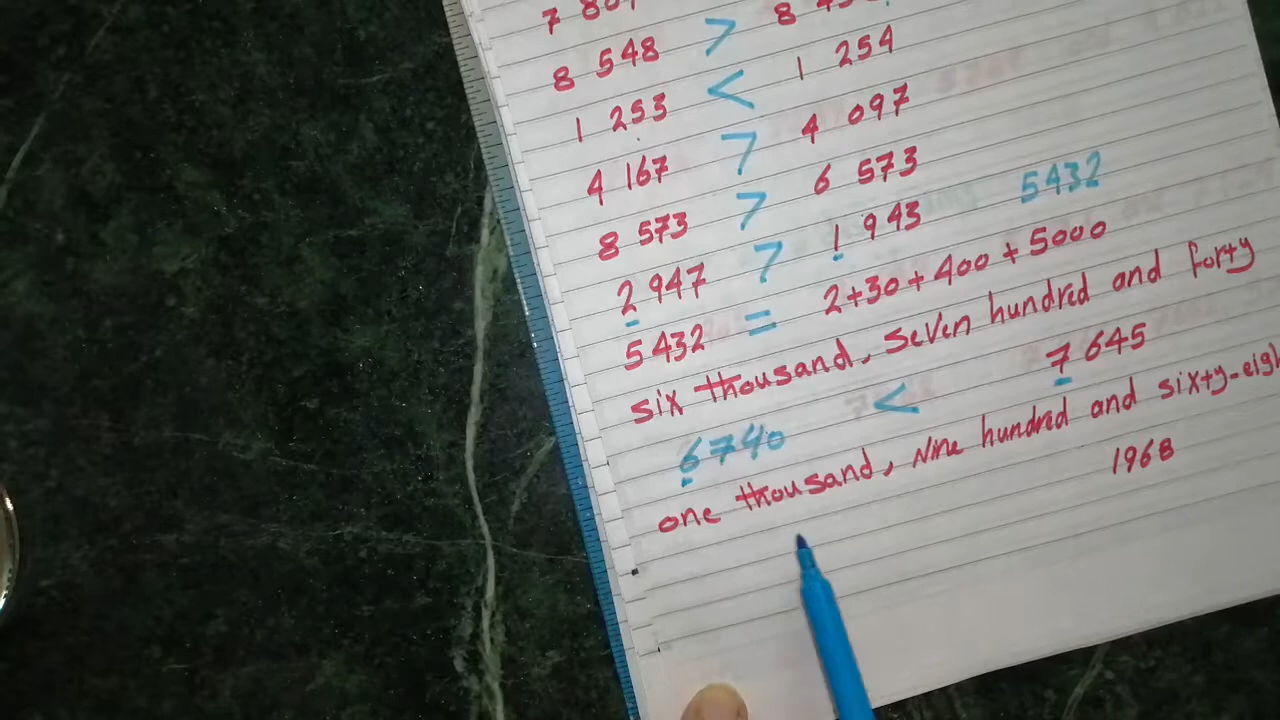 8 548 > 8
1 253 < 1 254
4 167 > 4 097
8 573 > 6 573
2 947 > 1 943 5432
5432 = 2+30+400+5000
six thousand, seven hundred and forty
6740 < 7 645
one thousand, Nine hundred and sixty-eigh
1968